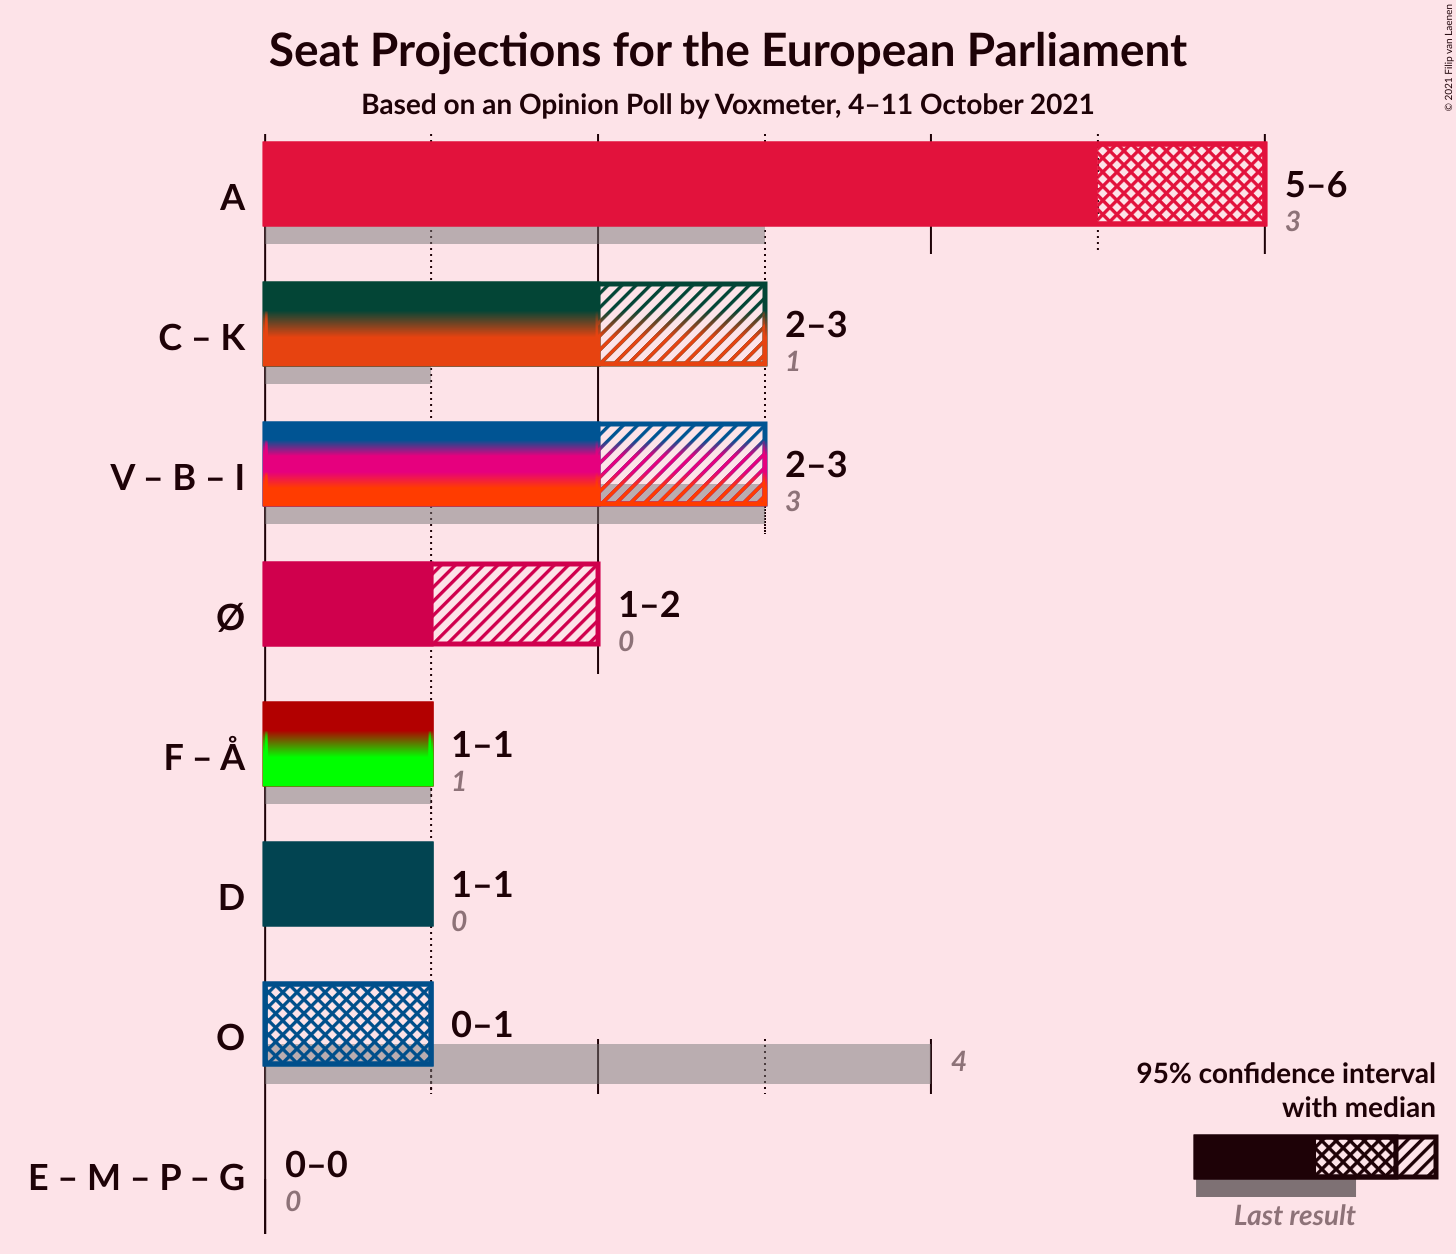 Seat Projections for the European Parliament
Based on an Opinion Poll by Voxmeter, 4–11 October 2021
© 2021 Filip van Laenen
A
5–6
3
C – K
2–3
1
V – B – I
2–3
3
Ø
1–2
0
F – Å
1–1
1
D
1–1
0
O
0–1
4
E – M – P – G
0–0
0
95% confidence interval
with median
Last result